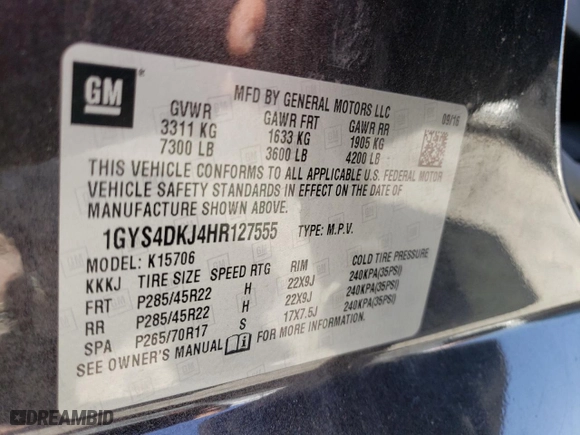 GM
MFD BY GENERAL MOTORS LLC
09/16
GVWR GAWR FRT GAWR RR
3311 KG 1633 KG 1905 KG
7300 LB 3600 LB 4200 LB
THIS VEHICLE CONFORMS TO ALL APPLICABLE U.S. FEDERAL MOTOR
VEHICLE SAFETY STANDARDS IN EFFECT ON THE DATE OF
MANUFACTURE SHOWN ABOVE.
1GYS4DKJ4HR127555 TYPE: M.P.V.
MODEL: K15706
KKKJ TIRE SIZE SPEED RTG RIM COLD TIRE PRESSURE
FRT P285/45R22 H 22X9J 240KPA(35PSI)
RR P285/45R22 H 22X9J 240KPA(35PSI)
SPA P265/70R17 S 17X7.5J 240KPA(35PSI)
SEE OWNER'S MANUAL FOR MORE INFORMATION
DREAMBID